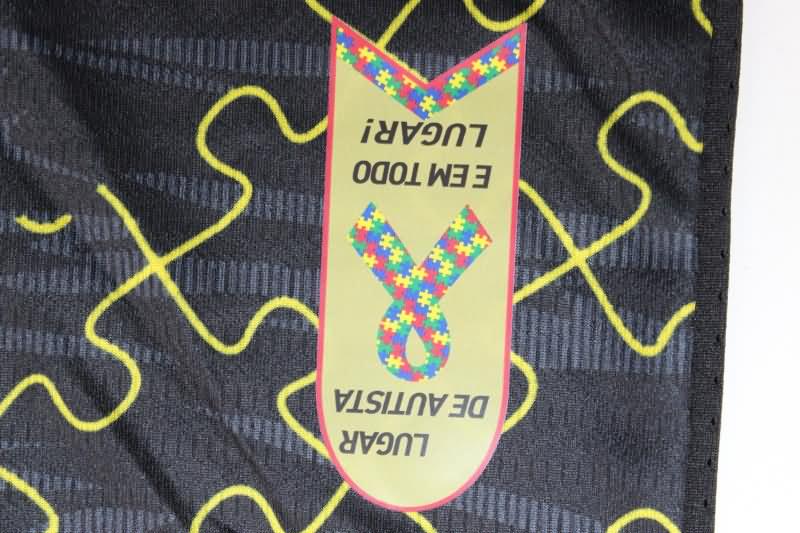 LUGAR
DE AUTISTA
E EM TODO
LUGAR!